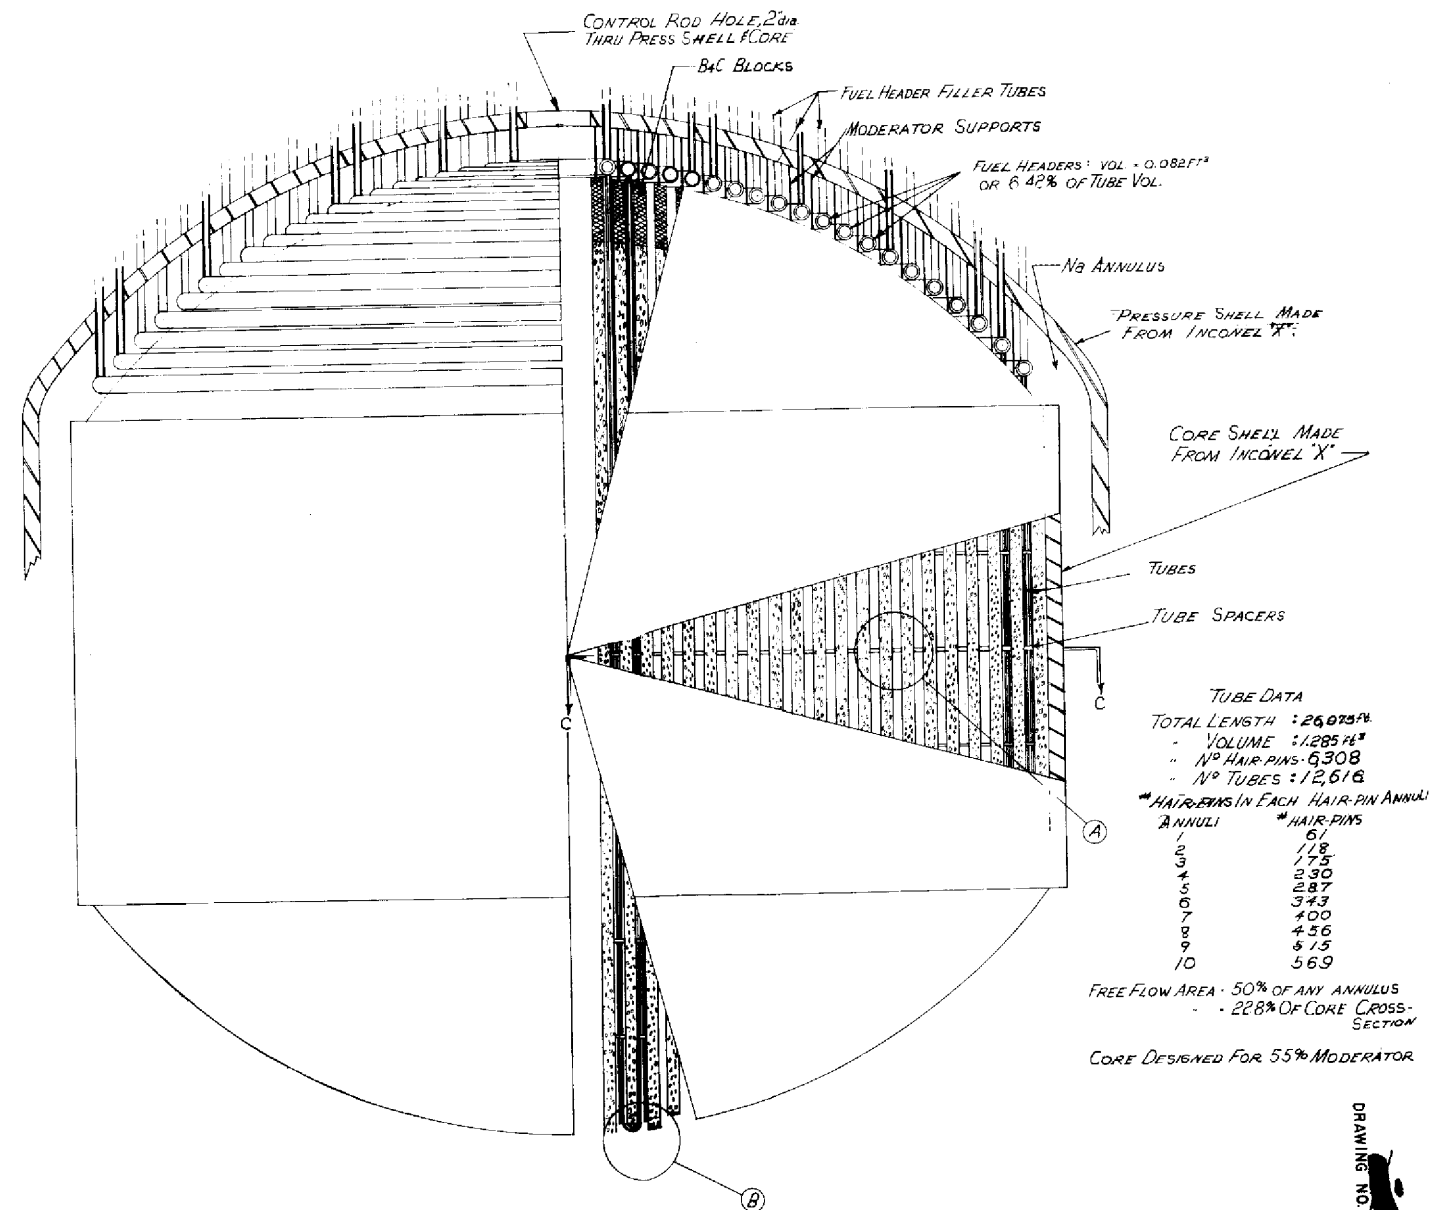 CONTROL ROD HOLE, 2" dia.
THRU PRESS SHELL & CORE
B4C BLOCKS
FUEL HEADER FILLER TUBES
MODERATOR SUPPORTS
FUEL HEADERS: VOL. = 0.082 FT³
OR 6.42% OF TUBE VOL.
Na ANNULUS
PRESSURE SHELL MADE
FROM INCONEL "X".
CORE SHELL MADE
FROM INCONEL "X"
TUBES
TUBE SPACERS
C
C
TUBE DATA
TOTAL LENGTH : ft.
" VOLUME : 1.285 ft³
" Nº HAIR-PINS - 6,308
" Nº TUBES : 12,616
# HAIR-PINS IN EACH HAIR-PIN ANNULI
ANNULI # HAIR-PINS
1 61
2 118
3 175
4 230
5 287
6 343
7 400
8 456
9 515
10 569
FREE FLOW AREA - 50% OF ANY ANNULUS
" - 22.8% OF CORE CROSS-
SECTION
CORE DESIGNED FOR 55% MODERATOR
A
B
DRAWING NO.